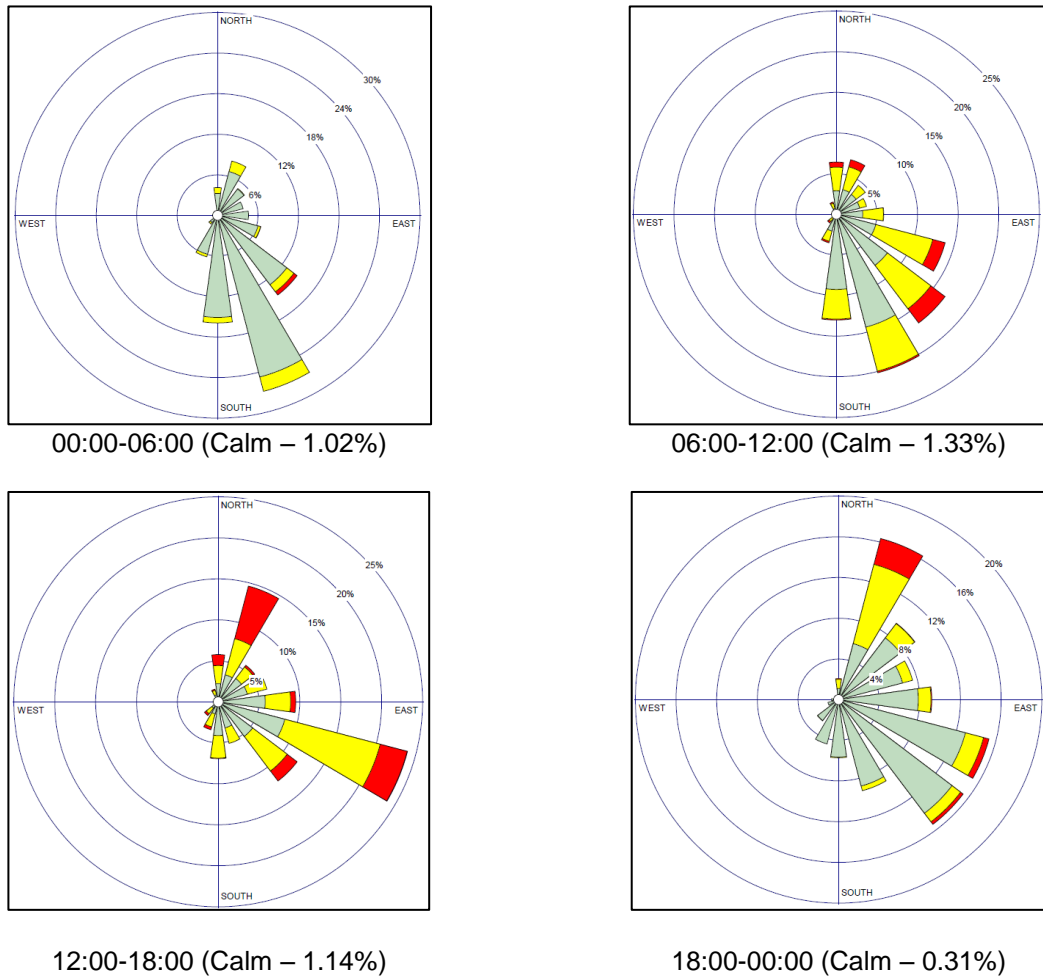 NORTH
30%
24%
18%
12%
6%
WEST
EAST
SOUTH
00:00-06:00 (Calm – 1.02%)
NORTH
25%
20%
15%
10%
5%
WEST
EAST
SOUTH
06:00-12:00 (Calm – 1.33%)
NORTH
25%
20%
15%
10%
5%
WEST
EAST
SOUTH
12:00-18:00 (Calm – 1.14%)
NORTH
20%
16%
12%
8%
4%
WEST
EAST
SOUTH
18:00-00:00 (Calm – 0.31%)